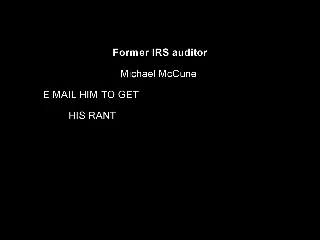 Former IRS auditor
Michael McCune
E MAIL HIM TO GET
HIS RANT